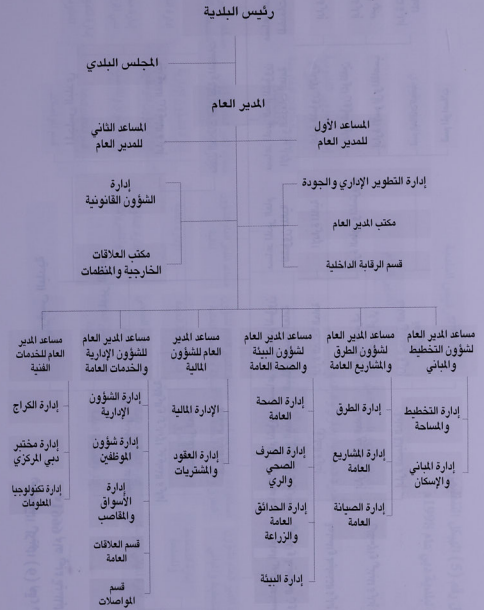 رئيس البلدية
المجلس البلدي
المدير العام
المساعد الأول
للمدير العام
المساعد الثاني
للمدير العام
إدارة التطوير الإداري والجودة
مكتب المدير العام
قسم الرقابة الداخلية
إدارة
الشؤون القانونية
مكتب العلاقات
الخارجية والمنظمات
مساعد المدير العام
لشؤون التخطيط
والمباني
إدارة التخطيط
والمساحة
إدارة المباني
والإسكان
مساعد المدير العام
لشؤون الطرق
والمشاريع العامة
إدارة الطرق
إدارة المشاريع
العامة
إدارة الصيانة
العامة
مساعد المدير العام
لشؤون البيئة
والصحة العامة
إدارة الصحة
العامة
إدارة الصرف
الصحي
والري
إدارة الحدائق
العامة
والزراعة
إدارة البيئة
مساعد المدير
العام للشؤون
المالية
الإدارة المالية
إدارة العقود
والمشتريات
مساعد المدير العام
للشؤون الإدارية
والخدمات العامة
إدارة الشؤون
الإدارية
إدارة شؤون
الموظفين
إدارة
الأسواق
والمقاصب
قسم العلاقات
العامة
قسم
المواصلات
مساعد المدير
العام للخدمات
الفنية
إدارة الكراج
إدارة مختبر
دبي المركزي
إدارة تكنولوجيا
المعلومات